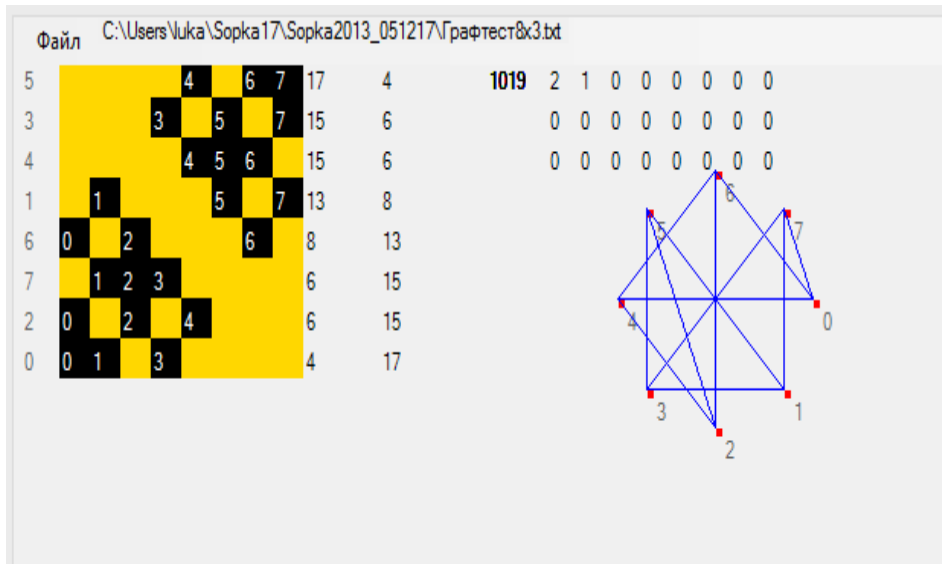 Файл C:\Users\luka\Sopka17\Sopka2013_051217\Графтест8x3.txt
5 4 6 7 17 4 1019 2 1 0 0 0 0 0 0
3 3 5 7 15 6 0 0 0 0 0 0 0 0
4 4 5 6 15 6 0 0 0 0 0 0 0 0
1 1 5 7 13 8
6 0 2 6 8 13
7 1 2 3 6 15
2 0 2 4 6 15
0 0 1 3 4 17
6
5 7
4 0
3 1
2